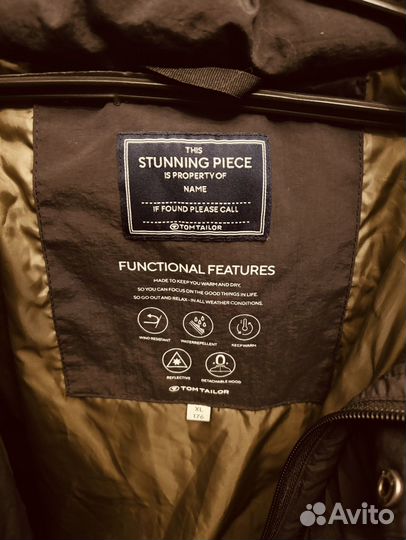 THIS
STUNNING PIECE
IS PROPERTY OF
NAME
IF FOUND PLEASE CALL
TOM TAILOR
FUNCTIONAL FEATURES
MADE TO KEEP YOU WARM AND DRY.
SO YOU CAN FOCUS ON THE GOOD THINGS IN LIFE.
SO GO OUT AND RELAX - IN ALL WEATHER CONDITIONS.
WIND RESISTANT WATERREPELLENT KEEPWARM
REFLECTIVE DETACHABLE HOOD
TOM TAILOR
XL
176
Avito